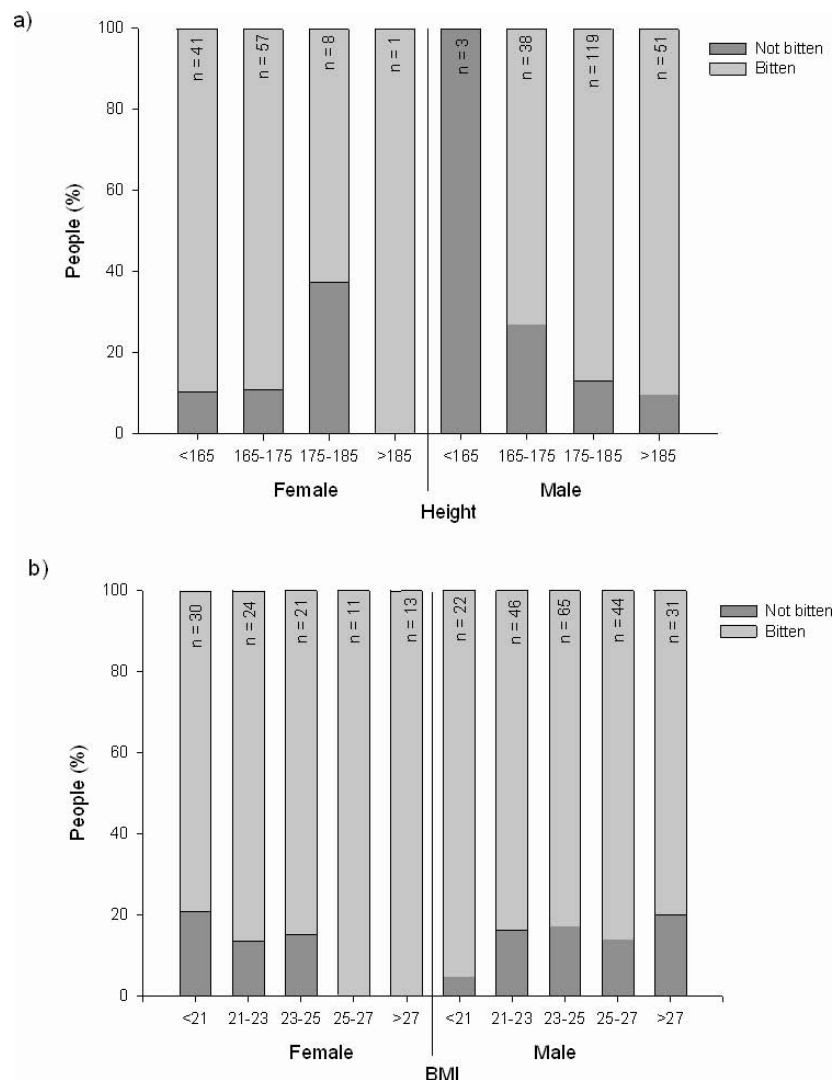 a)
100
80
60
40
20
0
People (%)
n = 41
n = 57
n = 8
n = 1
n = 3
n = 38
n = 119
n = 51
Not bitten
Bitten
<165
165-175
175-185
>185
<165
165-175
175-185
>185
Female
Male
Height
b)
100
80
60
40
20
0
People (%)
n = 30
n = 24
n = 21
n = 11
n = 13
n = 22
n = 46
n = 65
n = 44
n = 31
Not bitten
Bitten
<21
21-23
23-25
25-27
>27
<21
21-23
23-25
25-27
>27
Female
Male
BMI